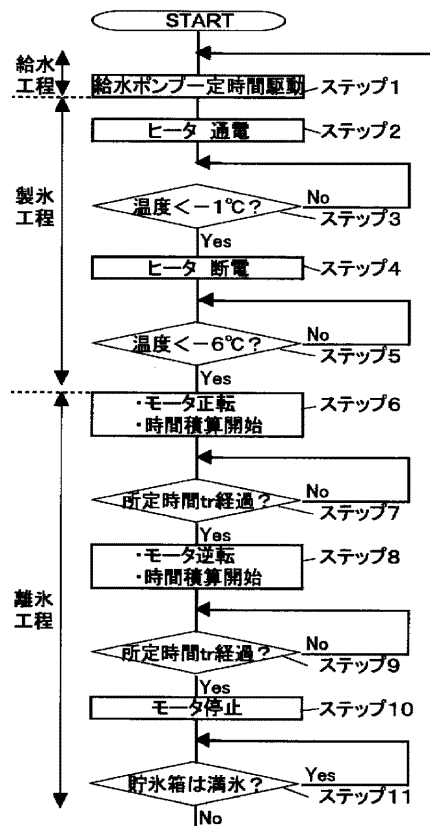 START
給水
工程
給水ポンプ一定時間駆動
ステップ1
ヒータ 通電
ステップ2
製氷
工程
温度<-1℃?
No
ステップ3
Yes
ヒータ 断電
ステップ4
温度<-6℃?
No
ステップ5
Yes
・モータ正転
・時間積算開始
ステップ6
所定時間tr経過?
No
ステップ7
Yes
・モータ逆転
・時間積算開始
ステップ8
離氷
工程
所定時間tr経過?
No
ステップ9
Yes
モータ停止
ステップ10
貯氷箱は満氷?
Yes
ステップ11
No